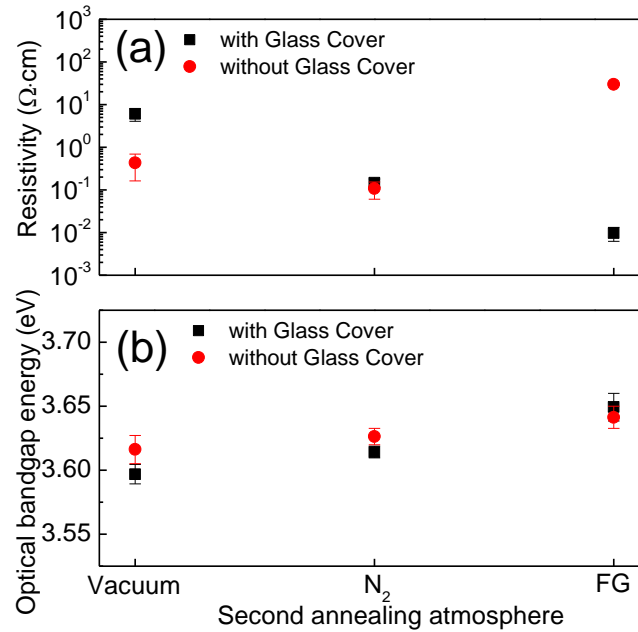 (a)
with Glass Cover
without Glass Cover
Resistivity (Ω·cm)
10³
10²
10¹
10⁰
10⁻¹
10⁻²
10⁻³
(b)
with Glass Cover
without Glass Cover
Optical bandgap energy (eV)
3.70
3.65
3.60
3.55
Vacuum N₂ FG
Second annealing atmosphere